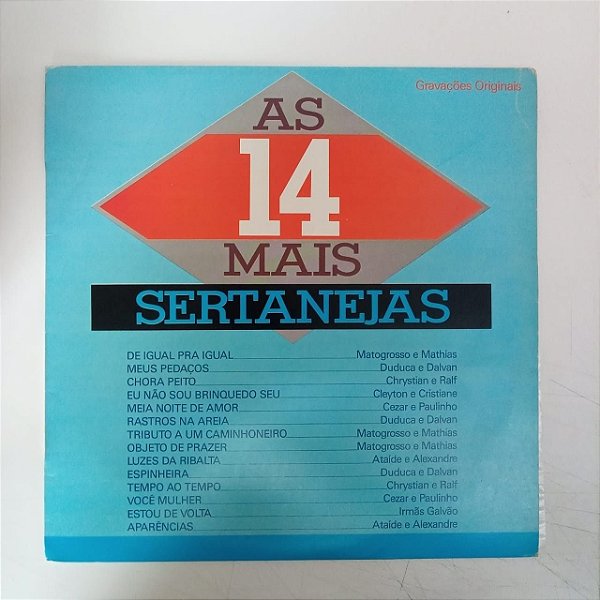 Gravações Originais
AS
14
MAIS
SERTANEJAS
DE IGUAL PRA IGUAL Matogrosso e Mathias
MEUS PEDAÇOS Duduca e Dalvan
CHORA PEITO Chrystian e Ralf
EU NÃO SOU BRINQUEDO SEU Cleyton e Cristiane
MEIA NOITE DE AMOR Cezar e Paulinho
RASTROS NA AREIA Duduca e Dalvan
TRIBUTO A UM CAMINHONEIRO Matogrosso e Mathias
OBJETO DE PRAZER Matogrosso e Mathias
LUZES DA RIBALTA Ataíde e Alexandre
ESPINHEIRA Duduca e Dalvan
TEMPO AO TEMPO Chrystian e Ralf
VOCÊ MULHER Cezar e Paulinho
ESTOU DE VOLTA Irmãs Galvão
APARÊNCIAS Ataíde e Alexandre